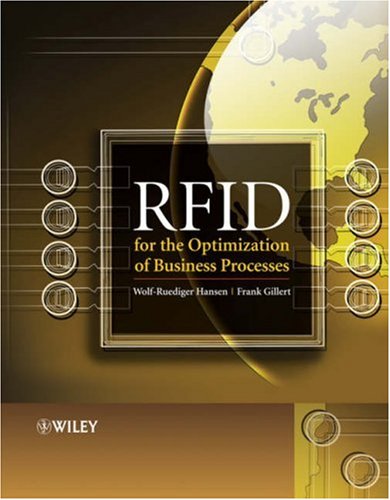 RFID
for the Optimization
of Business Processes
Wolf-Ruediger Hansen | Frank Gillert
WILEY